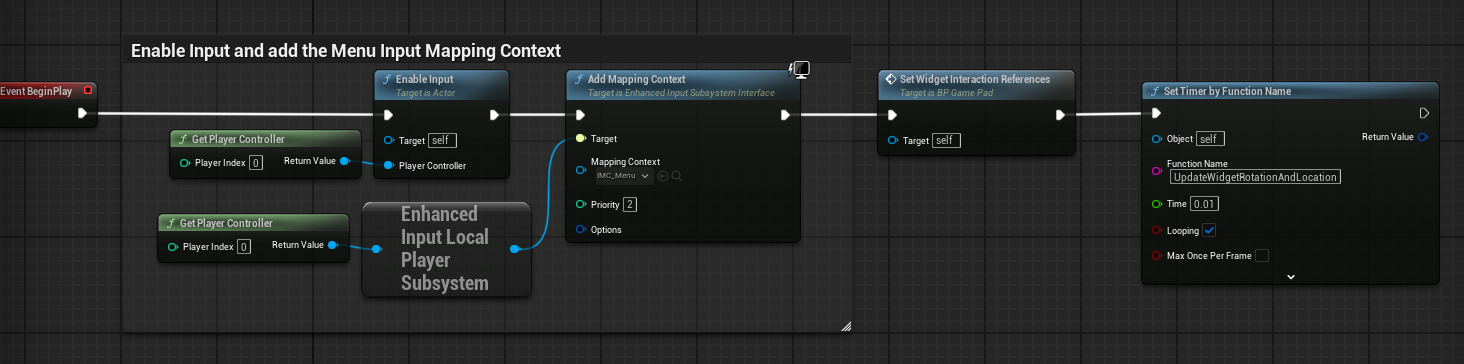 Enable Input and add the Menu Input Mapping Context
Event BeginPlay
Get Player Controller
Player Index 0
Return Value
Get Player Controller
Player Index 0
Return Value
Enable Input
Target is Actor
Target self
Player Controller
Enhanced
Input Local
Player
Subsystem
Add Mapping Context
Target is Enhanced Input Subsystem Interface
Target
Mapping Context
IMC_Menu
Priority 2
Options
Set Widget Interaction References
Target is BP Game Pad
Target self
Set Timer by Function Name
Object self
Return Value
Function Name
UpdateWidgetRotationAndLocation
Time 0.01
Looping
Max Once Per Frame